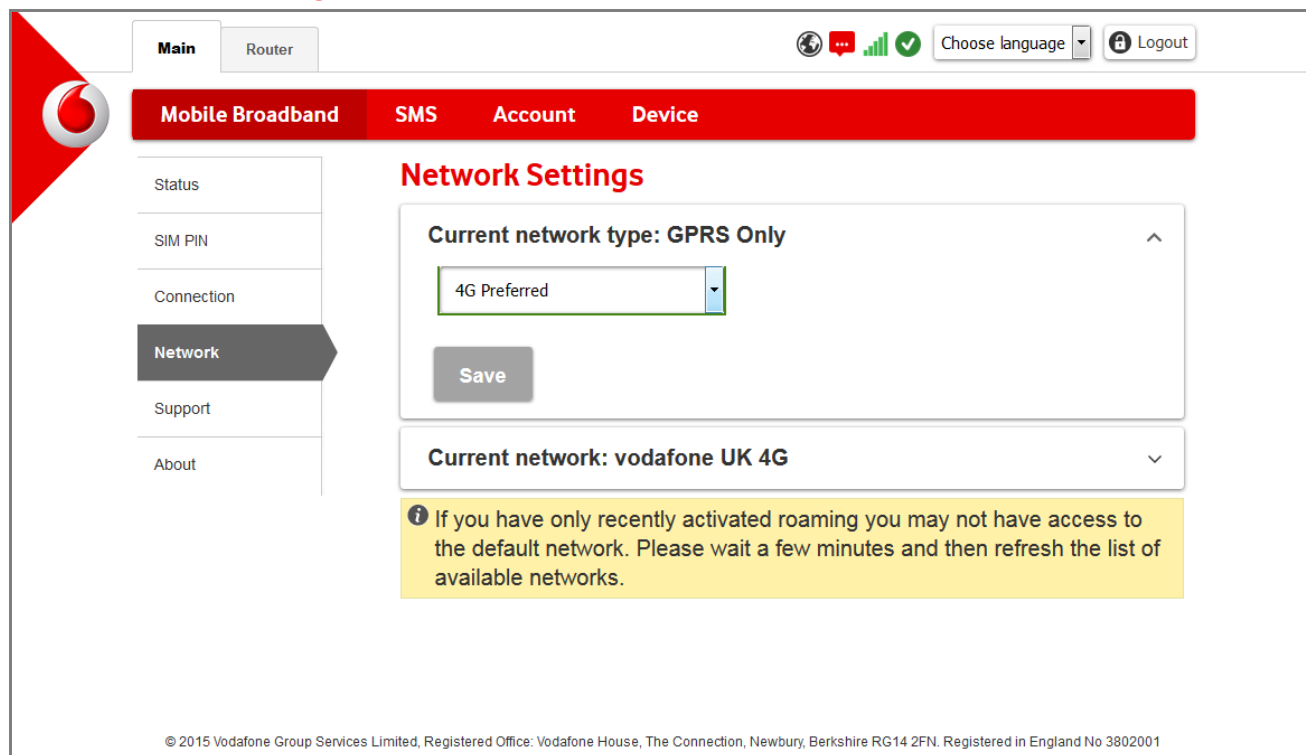 Main
Router
Choose language
Logout
Mobile Broadband
SMS
Account
Device
Status
SIM PIN
Connection
Network
Support
About
Network Settings
Current network type: GPRS Only
4G Preferred
Save
Current network: vodafone UK 4G
If you have only recently activated roaming you may not have access to
the default network. Please wait a few minutes and then refresh the list of
available networks.
© 2015 Vodafone Group Services Limited, Registered Office: Vodafone House, The Connection, Newbury, Berkshire RG14 2FN. Registered in England No 3802001